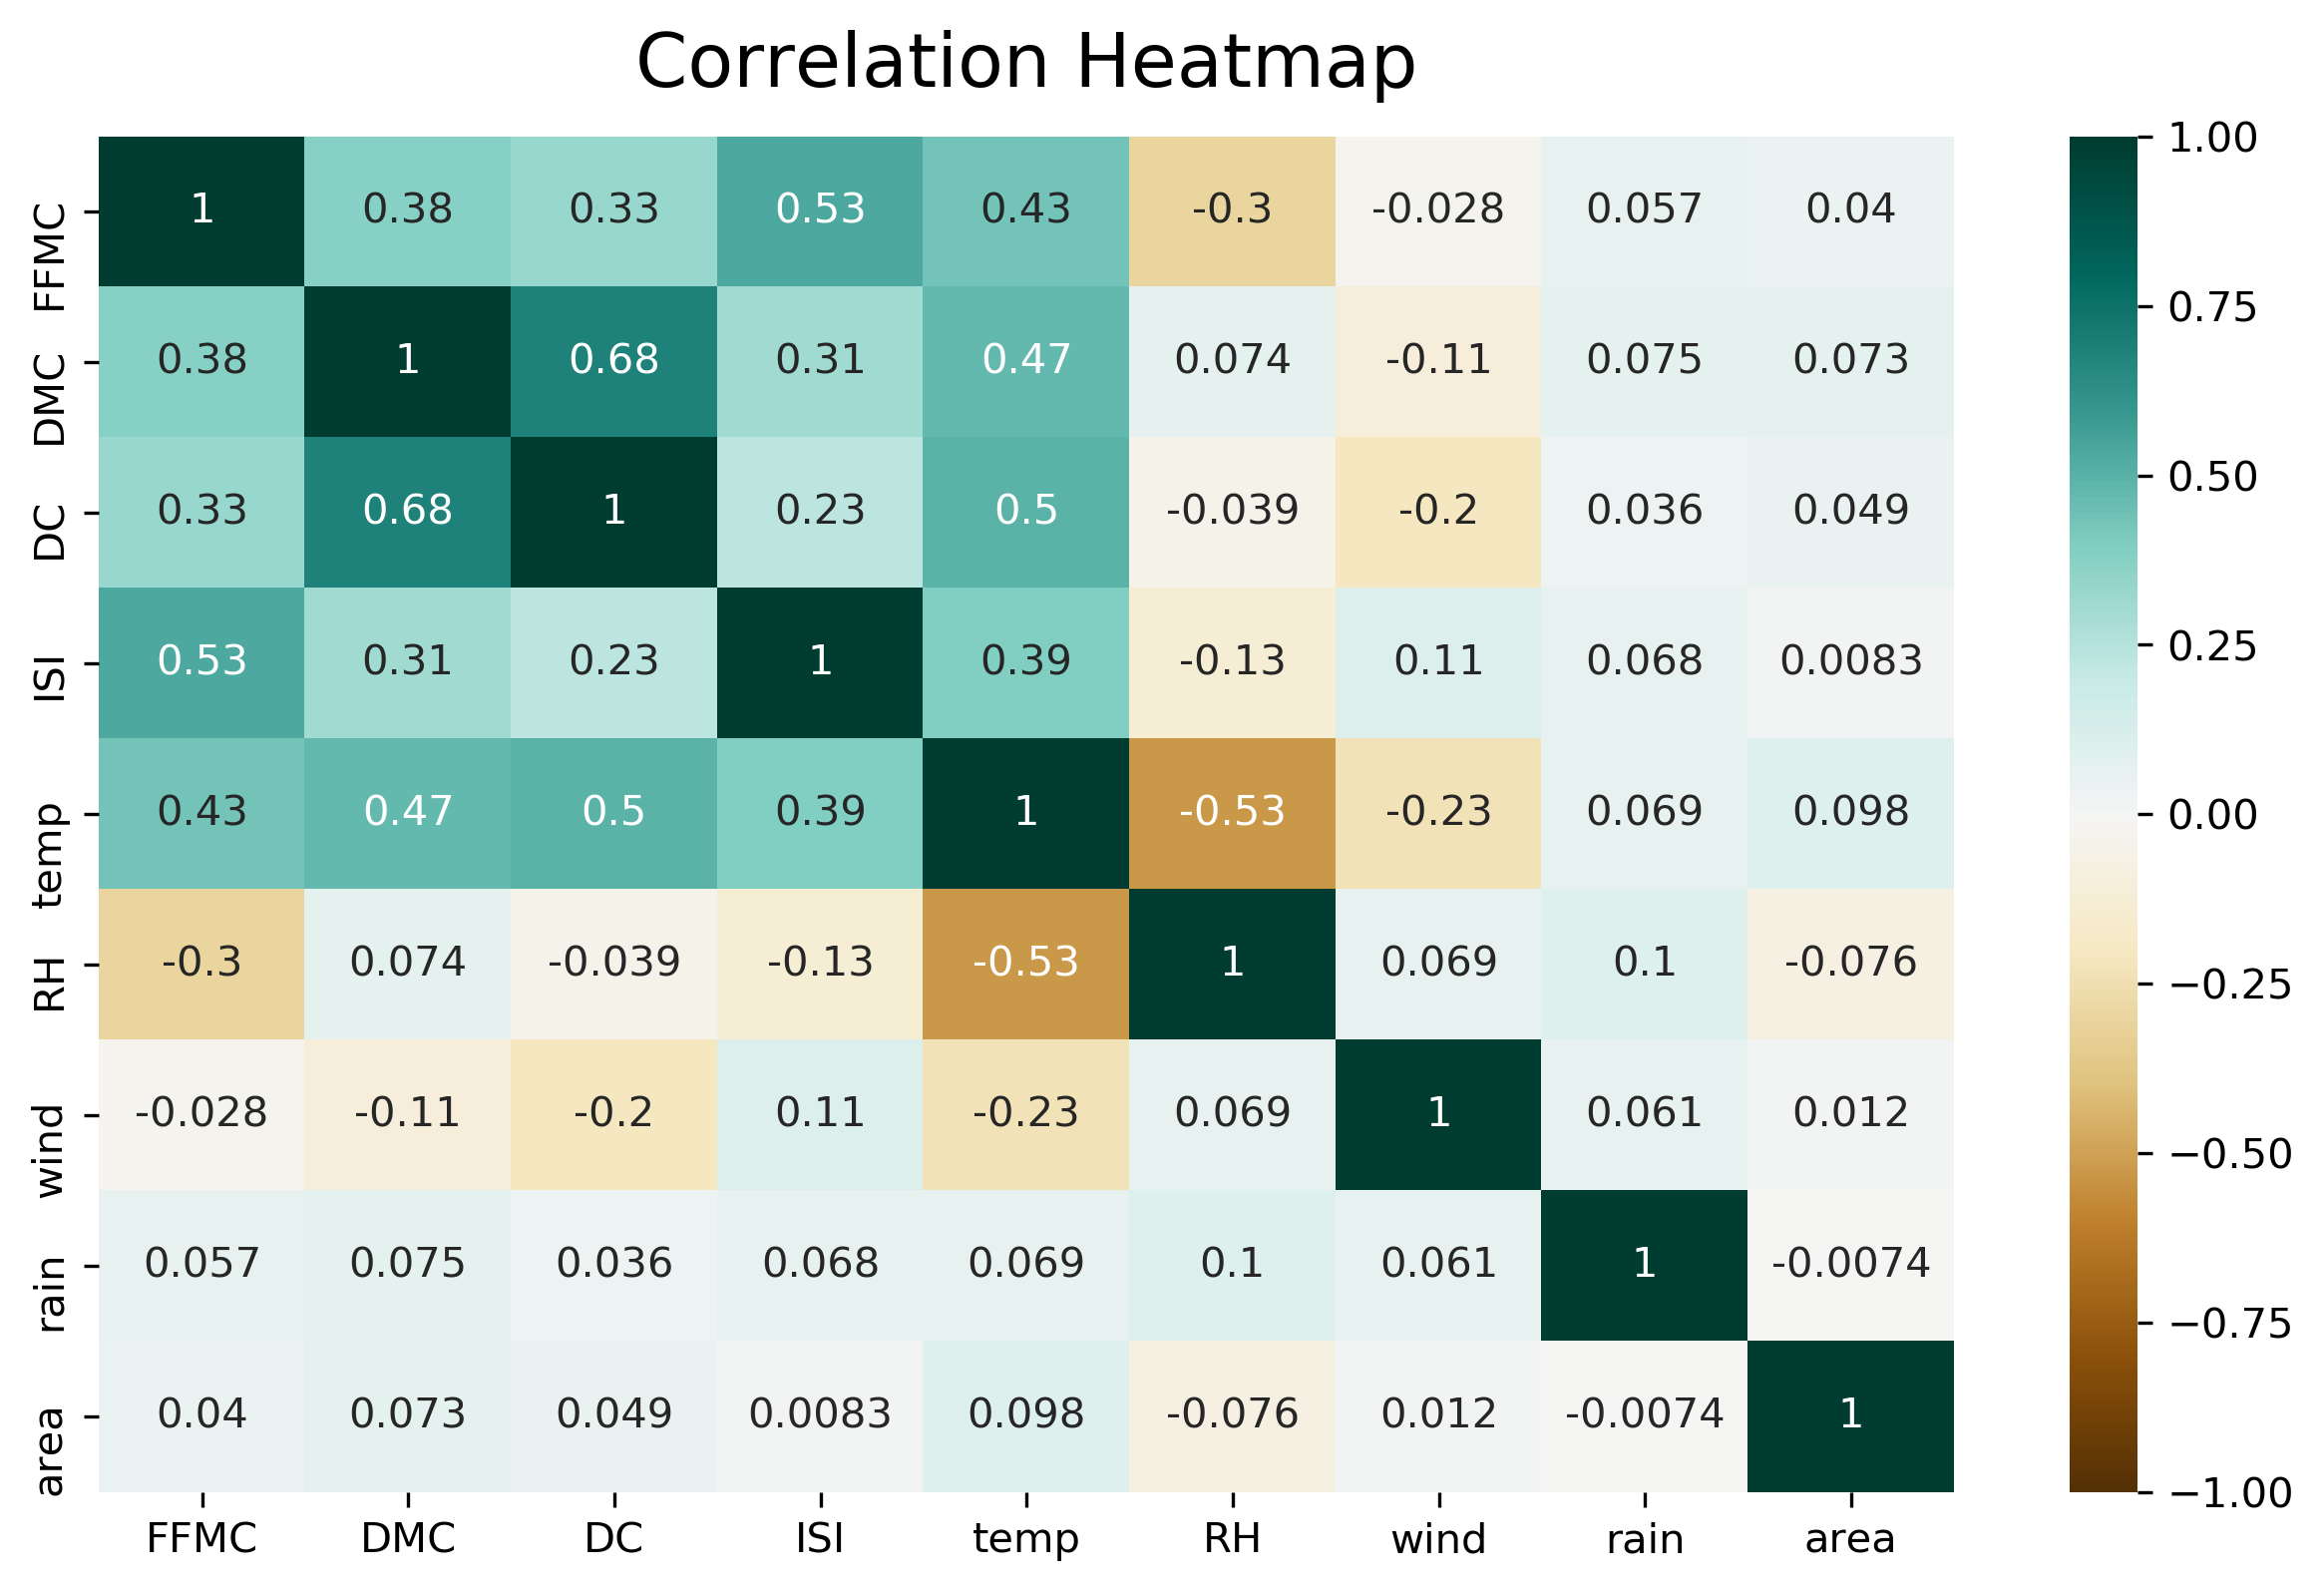 Correlation Heatmap
FFMC 1 0.38 0.33 0.53 0.43 -0.3 -0.028 0.057 0.04
DMC 0.38 1 0.68 0.31 0.47 0.074 -0.11 0.075 0.073
DC 0.33 0.68 1 0.23 0.5 -0.039 -0.2 0.036 0.049
ISI 0.53 0.31 0.23 1 0.39 -0.13 0.11 0.068 0.0083
temp 0.43 0.47 0.5 0.39 1 -0.53 -0.23 0.069 0.098
RH -0.3 0.074 -0.039 -0.13 -0.53 1 0.069 0.1 -0.076
wind -0.028 -0.11 -0.2 0.11 -0.23 0.069 1 0.061 0.012
rain 0.057 0.075 0.036 0.068 0.069 0.1 0.061 1 -0.0074
area 0.04 0.073 0.049 0.0083 0.098 -0.076 0.012 -0.0074 1
FFMC DMC DC ISI temp RH wind rain area
1.00
0.75
0.50
0.25
0.00
−0.25
−0.50
−0.75
−1.00